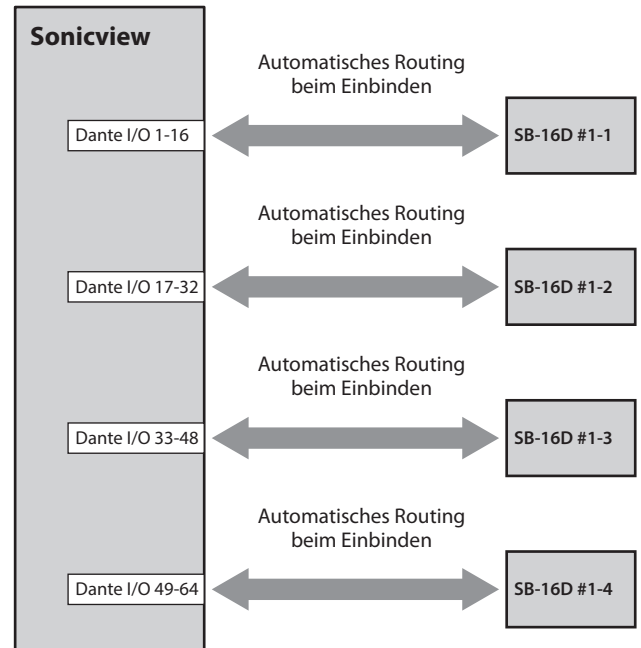 Sonicview
Automatisches Routing
beim Einbinden
Dante I/O 1-16
SB-16D #1-1
Automatisches Routing
beim Einbinden
Dante I/O 17-32
SB-16D #1-2
Automatisches Routing
beim Einbinden
Dante I/O 33-48
SB-16D #1-3
Automatisches Routing
beim Einbinden
Dante I/O 49-64
SB-16D #1-4